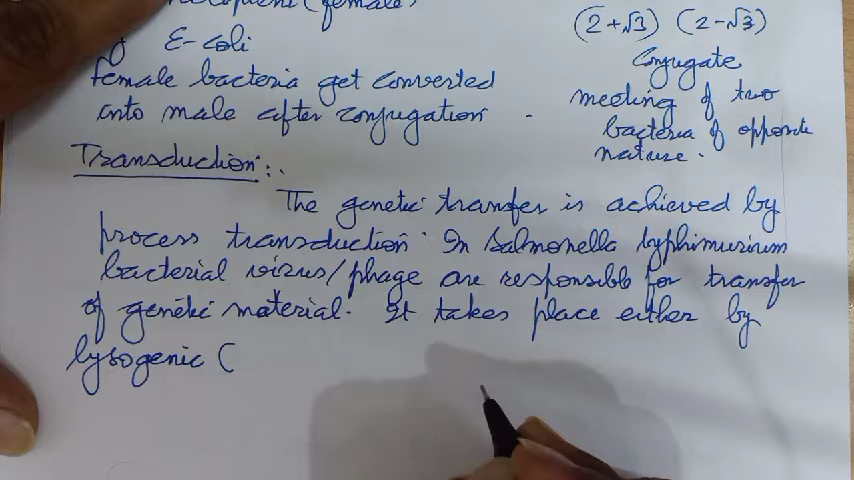 (female)
E-coli
female bacteria get converted
into male after conjugation
(2+√3) (2-√3)
Conjugate
meeting of two
bacteria of opposite
nature.
Transduction:.
The genetic transfer is achieved by
process transduction. In Salmonella typhimurium
bacterial virus/phage are responsible for transfer
of genetic material. It takes place either by
lysogenic (